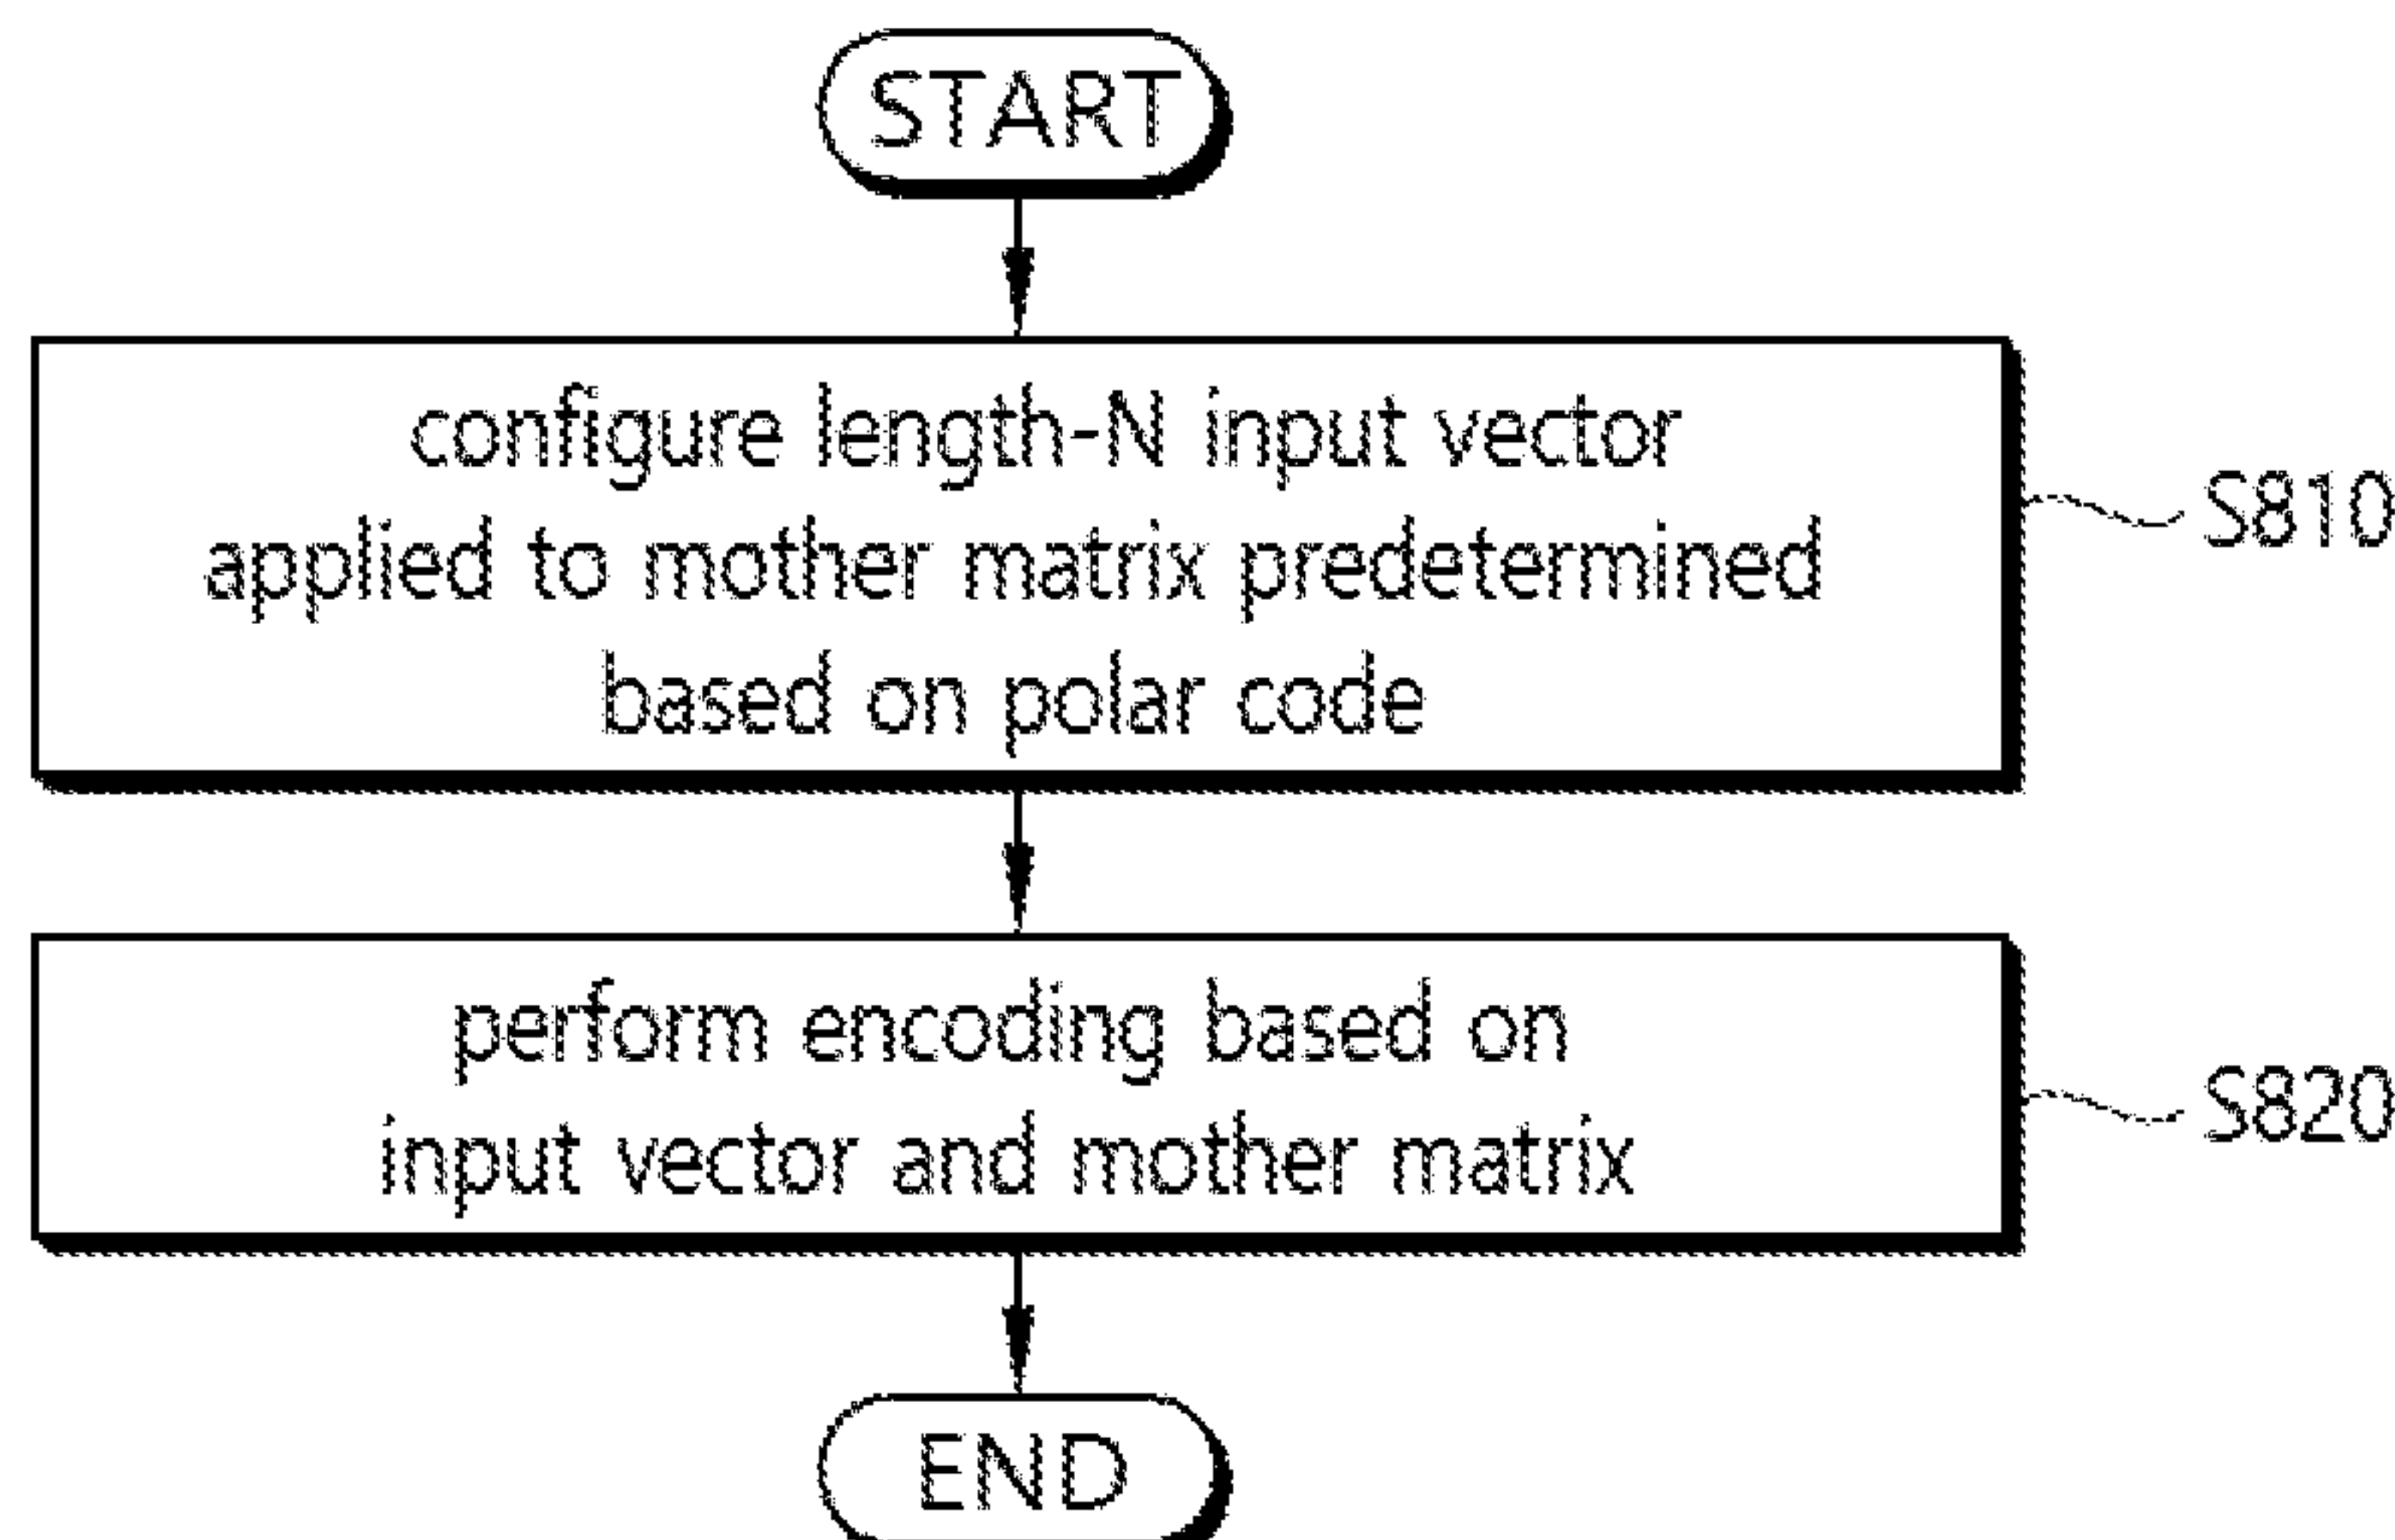 START
configure length-N input vector
applied to mother matrix predetermined
based on polar code
S810
perform encoding based on
input vector and mother matrix
S820
END